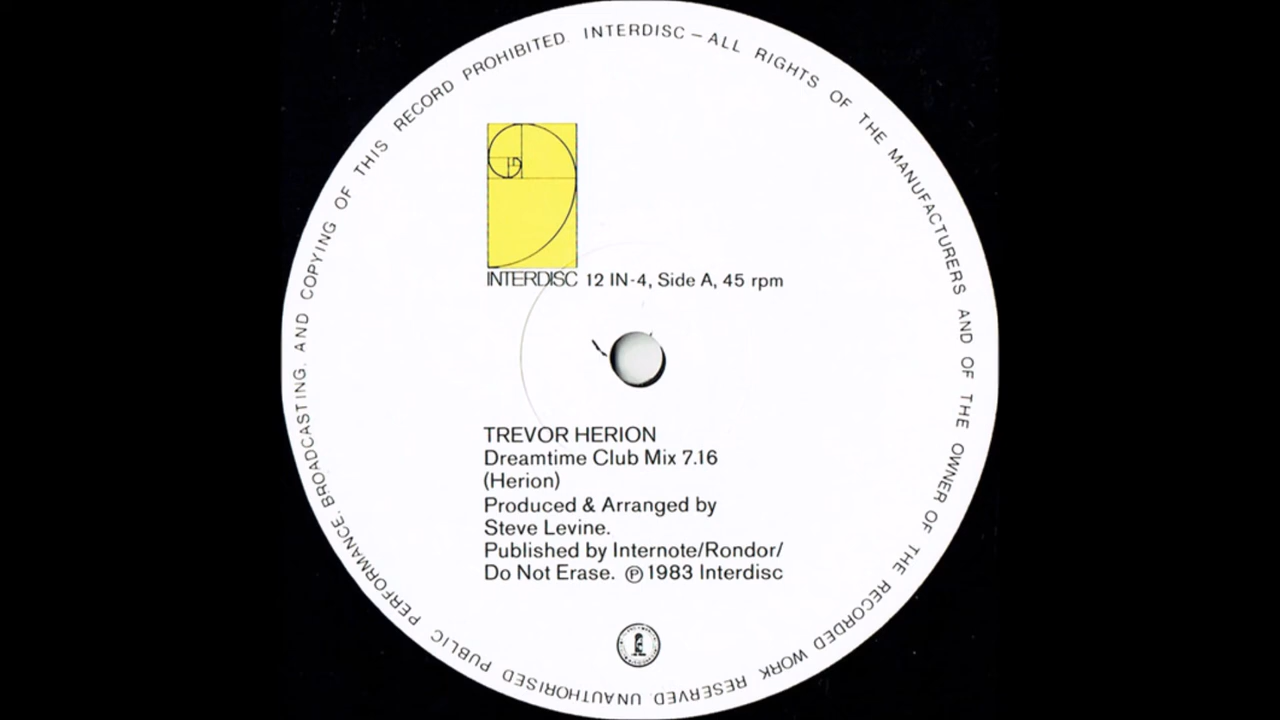 INTERDISC – ALL RIGHTS OF THE MANUFACTURERS AND OF THE OWNER OF THE RECORDED WORK RESERVED. UNAUTHORISED PUBLIC PERFORMANCE, BROADCASTING, AND COPYING OF THIS RECORD PROHIBITED.
INTERDISC 12 IN-4, Side A, 45 rpm
TREVOR HERION
Dreamtime Club Mix 7.16
(Herion)
Produced & Arranged by
Steve Levine.
Published by Internote/Rondor/
Do Not Erase. ℗ 1983 Interdisc